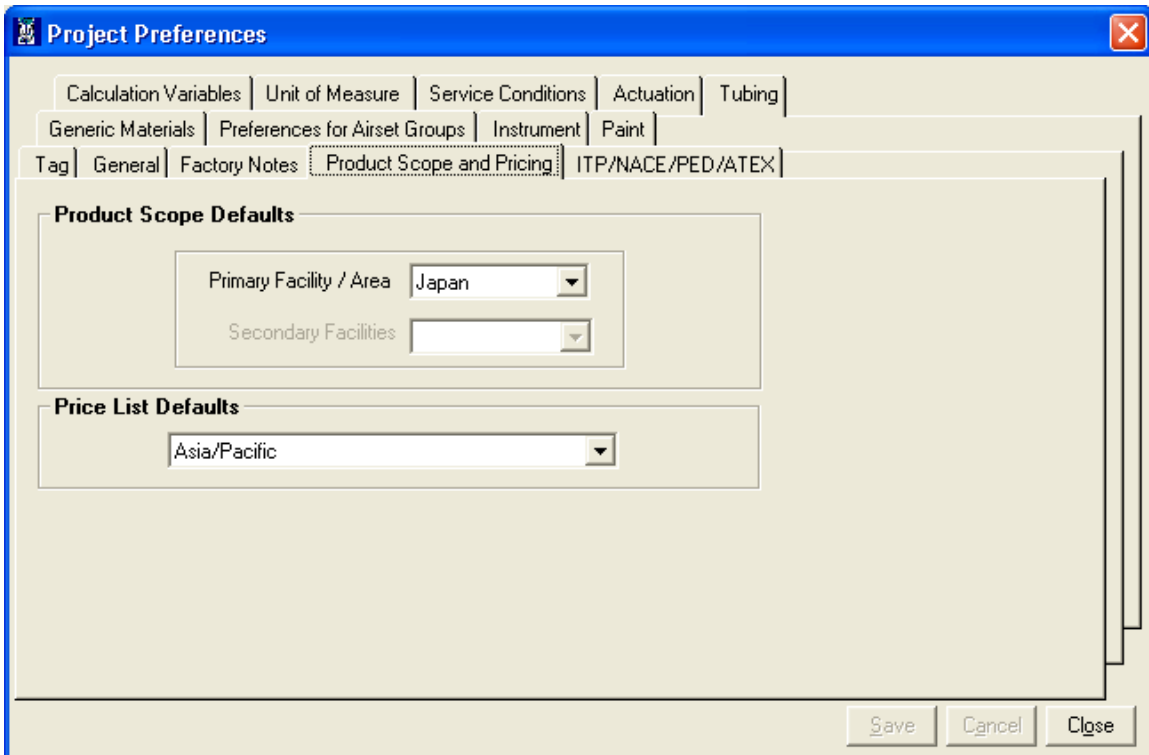 Project Preferences
Calculation Variables Unit of Measure Service Conditions Actuation Tubing
Generic Materials Preferences for Airset Groups Instrument Paint
Tag General Factory Notes Product Scope and Pricing ITP/NACE/PED/ATEX
Product Scope Defaults
Primary Facility / Area Japan
Secondary Facilities
Price List Defaults
Asia/Pacific
Save Cancel Close